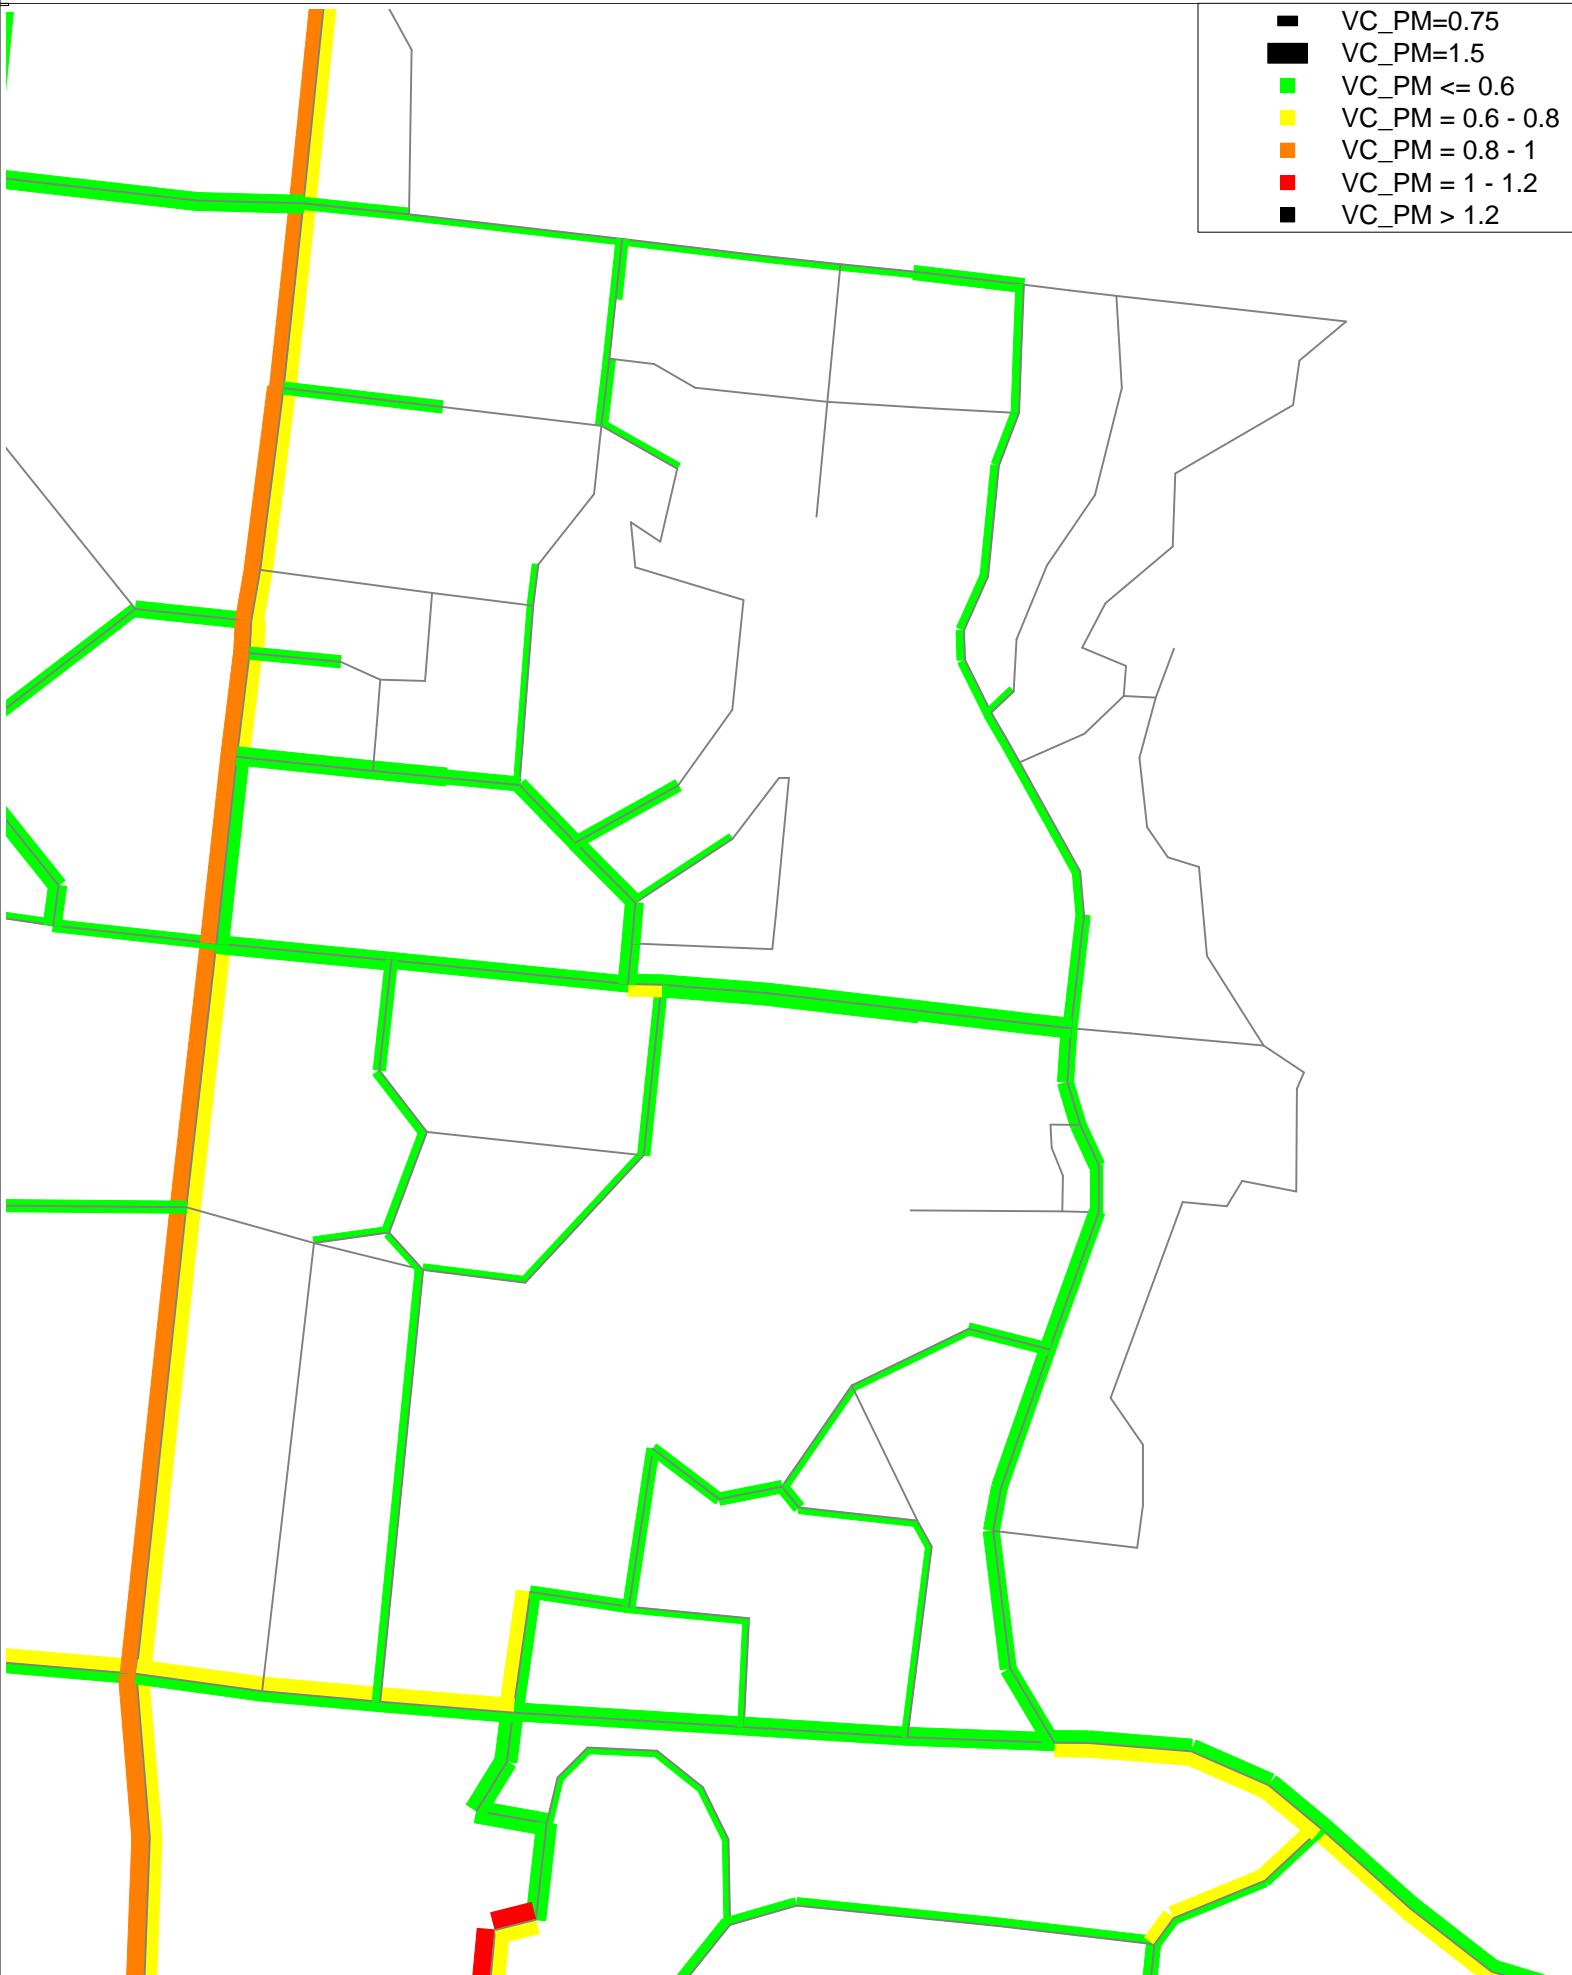 VC_PM=0.75
VC_PM=1.5
VC_PM <= 0.6
VC_PM = 0.6 - 0.8
VC_PM = 0.8 - 1
VC_PM = 1 - 1.2
VC_PM > 1.2